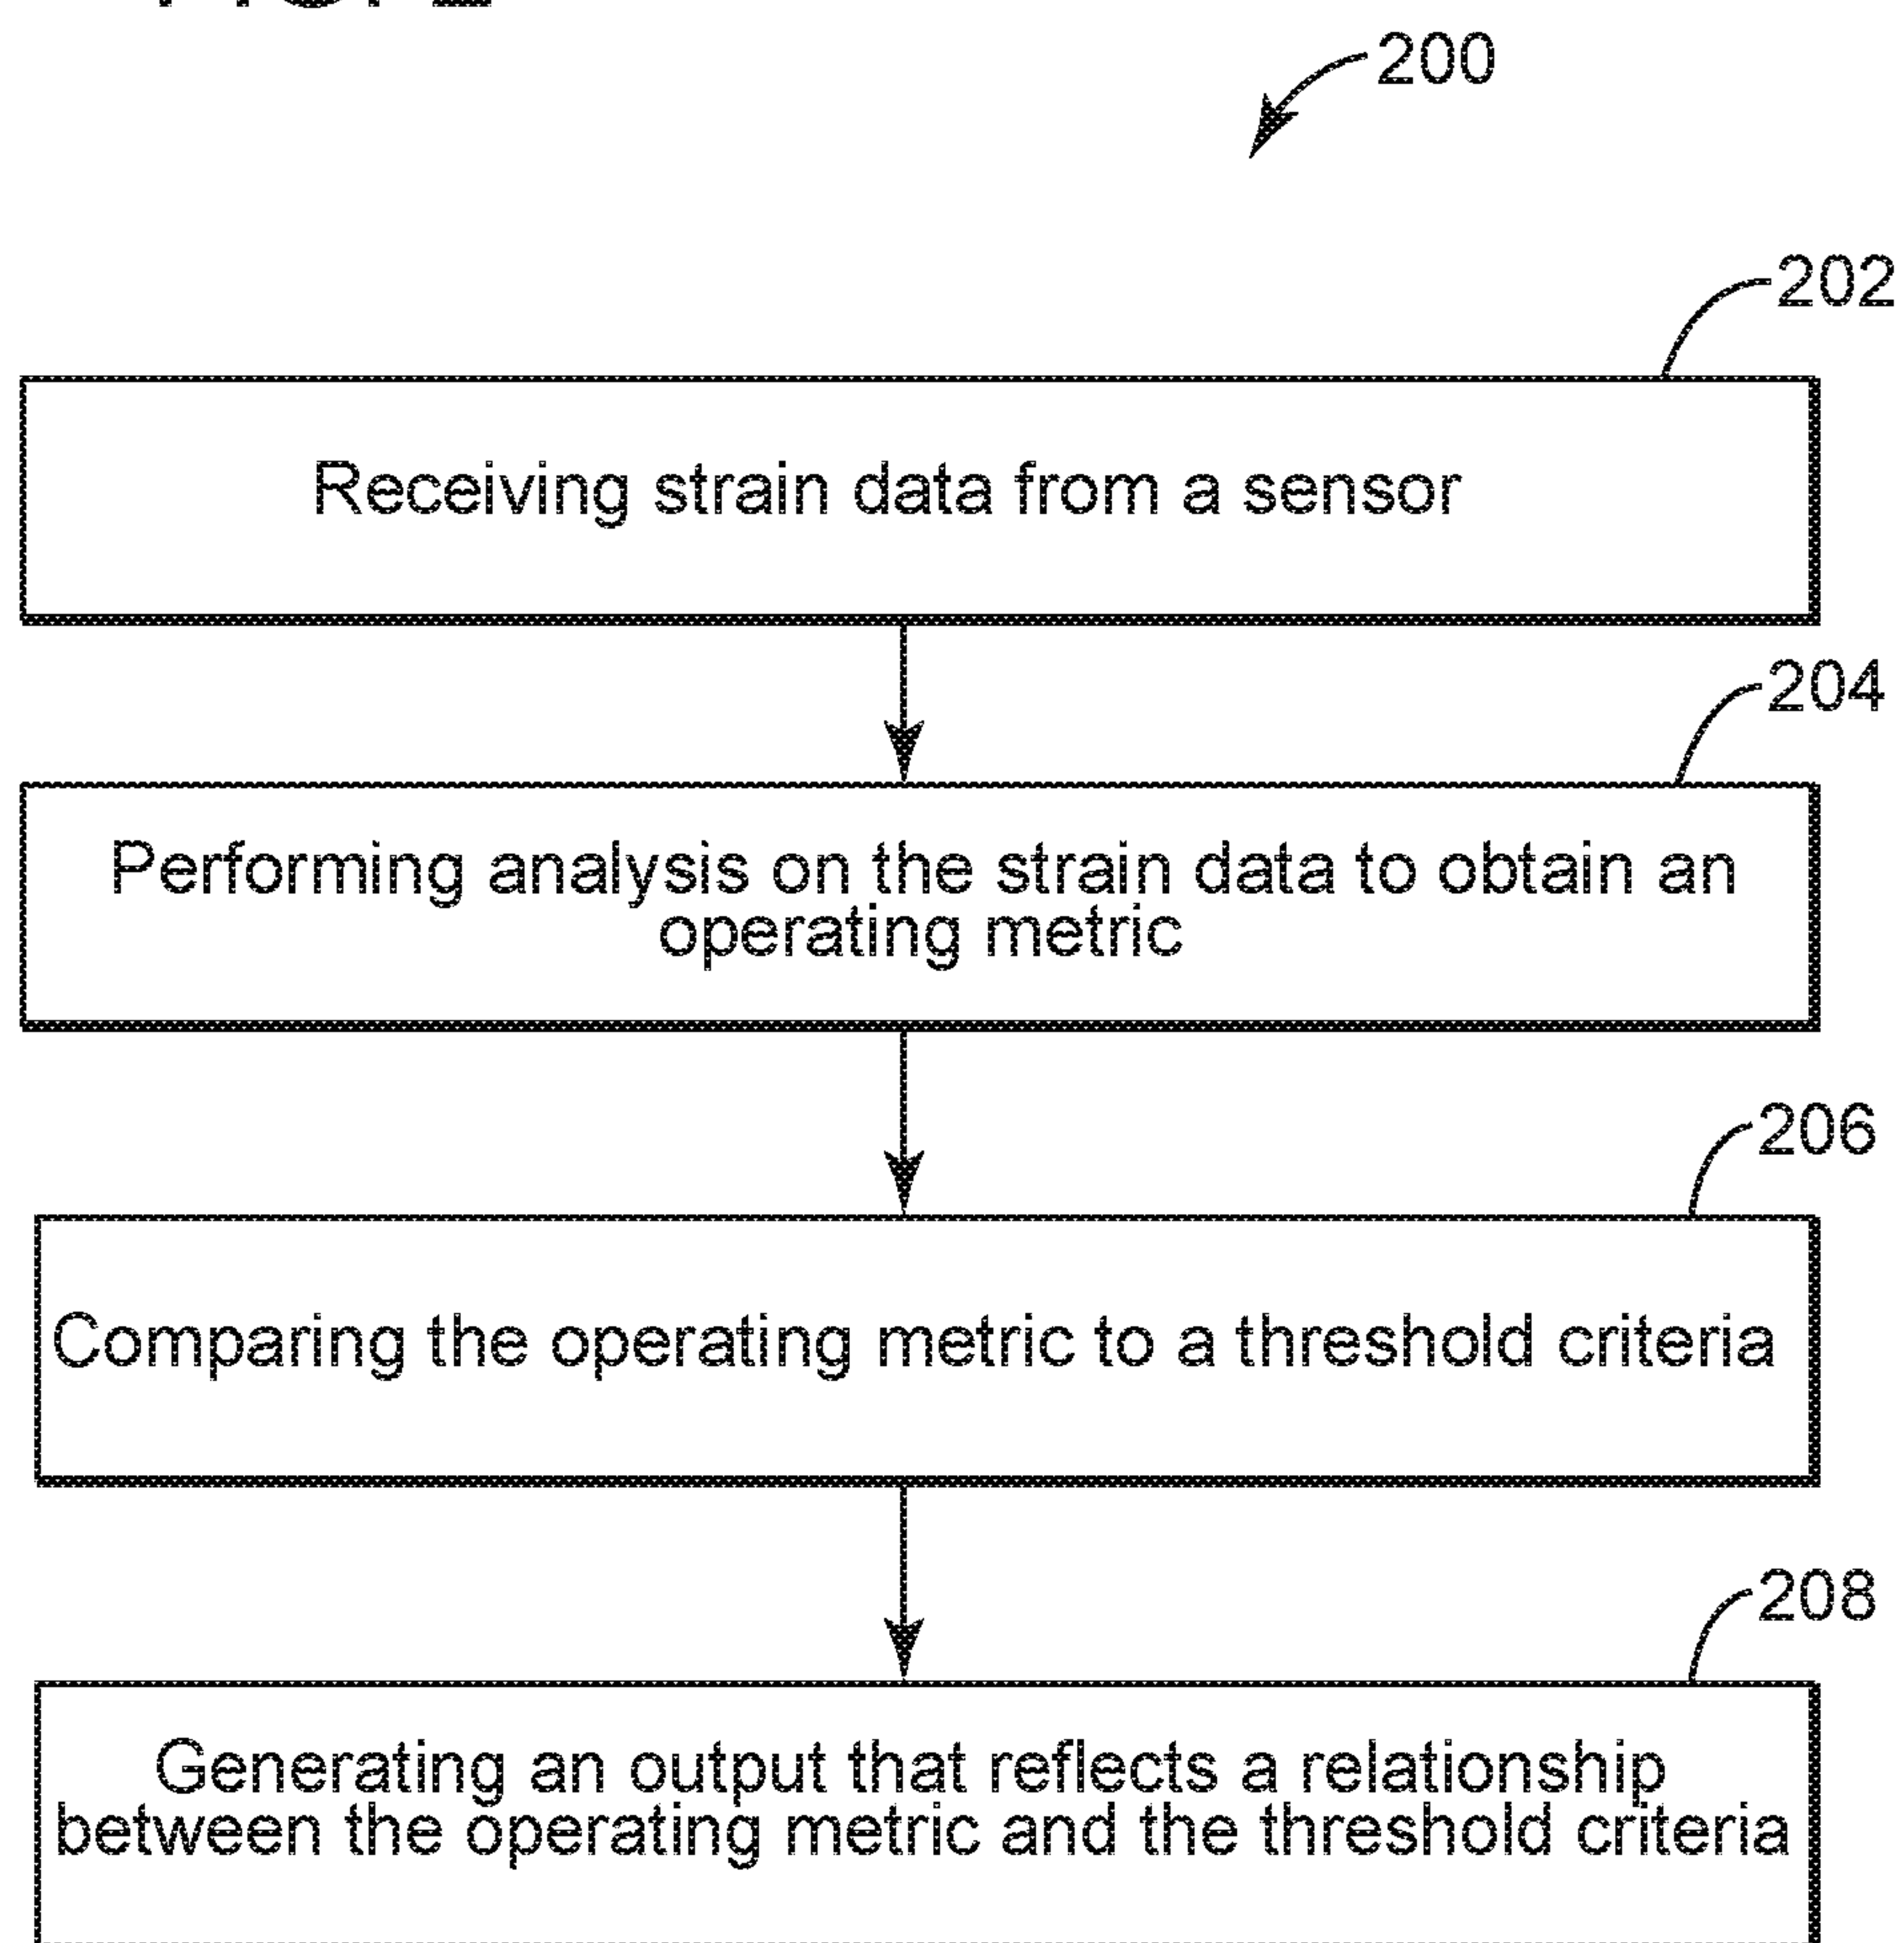 200
202
Receiving strain data from a sensor
204
Performing analysis on the strain data to obtain an
operating metric
206
Comparing the operating metric to a threshold criteria
208
Generating an output that reflects a relationship
between the operating metric and the threshold criteria